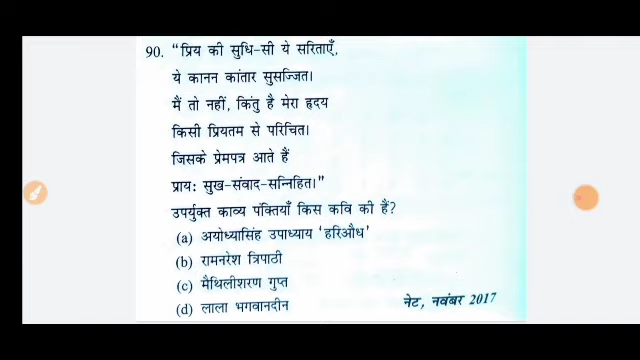 90. “प्रिय की सुधि-सी ये सरिताएँ,
ये कानन कांतार सुसज्जित।
मैं तो नहीं, किंतु है मेरा हृदय
किसी प्रियतम से परिचित।
जिसके प्रेमपत्र आते हैं
प्रायः सुख-संवाद-सन्निहित।”
उपर्युक्त काव्य पंक्तियाँ किस कवि की हैं?
(a) अयोध्यासिंह उपाध्याय ‘हरिऔध’
(b) रामनरेश त्रिपाठी
(c) मैथिलीशरण गुप्त
(d) लाला भगवानदीन
नेट, नवंबर 2017